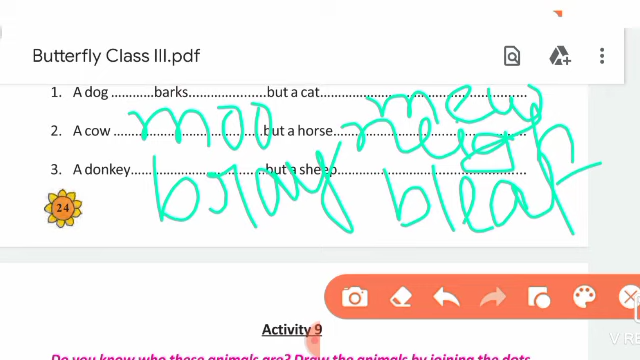 Butterfly Class III.pdf
1. A dog ...........barks......................but a cat...........................................................
mews
2. A cow ...........................................but a horse...........................................................
moo neigh
3. A donkey.......................................but a sheep..........................................................
bray bleat
24
Activity 9
Do you know who these animals are? Draw the animals by joining the dots